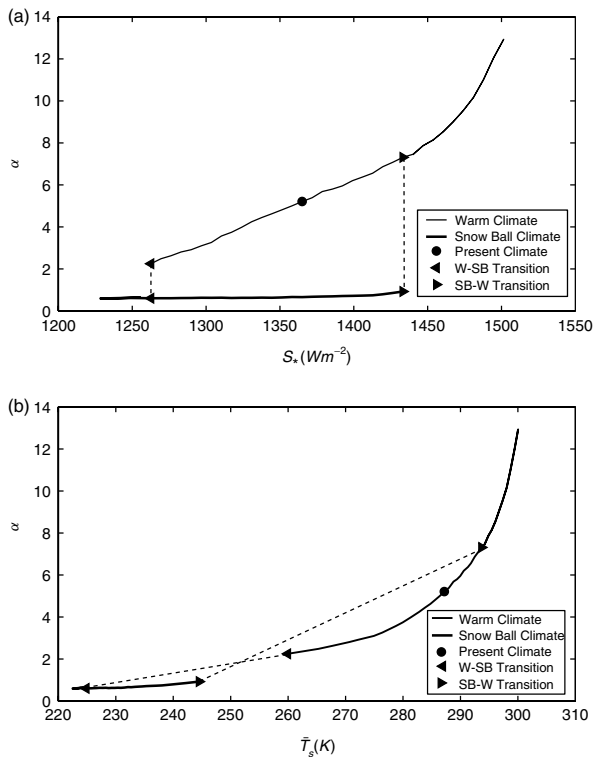 (a)
14
12
10
8
6
4
2
0
α
Warm Climate
Snow Ball Climate
Present Climate
W-SB Transition
SB-W Transition
1200 1250 1300 1350 1400 1450 1500 1550
S* (Wm⁻²)
(b)
14
12
10
8
6
4
2
0
α
Warm Climate
Snow Ball Climate
Present Climate
W-SB Transition
SB-W Transition
220 230 240 250 260 270 280 290 300 310
T̄s(K)